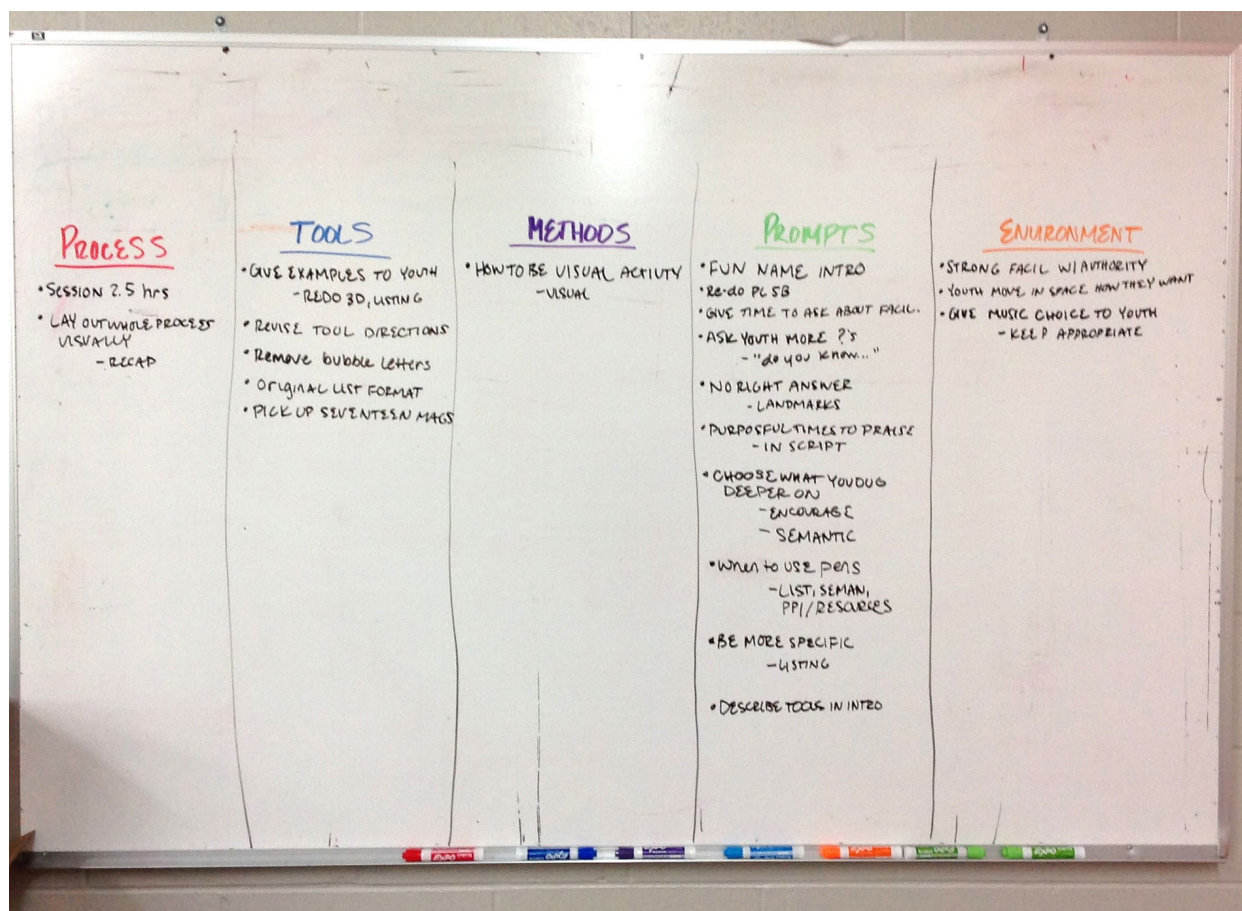 PROCESS
• SESSION 2.5 hrs
• LAY OUT WHOLE PROCESS
VISUALLY
- RECAP
TOOLS
• GIVE EXAMPLES TO YOUTH
- REDO 3D, LISTING
• REVISE TOOL DIRECTIONS
• Remove bubble letters
• Original LIST FORMAT
• PICK UP SEVENTEEN MAGS
METHODS
• HOW TO BE VISUAL ACTIVITY
- VISUAL
PROMPTS
• FUN NAME INTRO
• Re-do PG 5B
• GIVE TIME TO ASK ABOUT FACIL.
• ASK YOUTH MORE ?'s
- "do you know..."
• NO RIGHT ANSWER
- LANDMARKS
• PURPOSFUL TIMES TO PRAISE
- IN SCRIPT
• CHOOSE WHAT YOU DUG
DEEPER ON
- ENCOURAGE
- SEMANTIC
• When to USE pens
- LIST, SEMAN,
PPI/RESOURCES
• BE MORE SPECIFIC
- LISTING
• DESCRIBE TOOLS IN INTRO
ENVIRONMENT
• STRONG FACIL W/ AUTHORITY
• YOUTH MOVE IN SPACE HOW THEY WANT
• GIVE MUSIC CHOICE TO YOUTH
- KEEP APPROPRIATE
EXPO